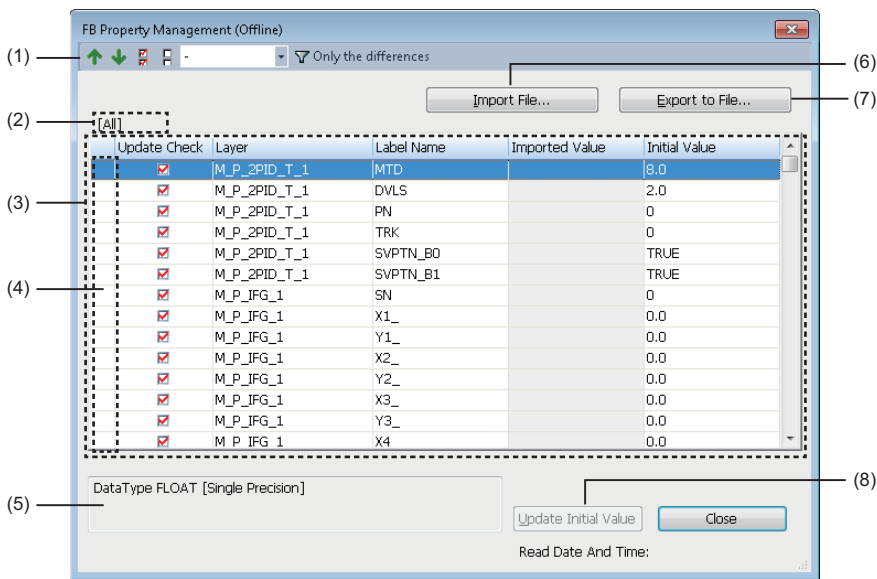 FB Property Management (Offline)
(1)
-
Only the differences
(6)
Import File...
Export to File...
(7)
(2)
[All]
Update Check Layer Label Name Imported Value Initial Value
M_P_2PID_T_1 MTD 8.0
M_P_2PID_T_1 DVLS 2.0
(3)
M_P_2PID_T_1 PN 0
M_P_2PID_T_1 TRK 0
M_P_2PID_T_1 SVPTN_B0 TRUE
M_P_2PID_T_1 SVPTN_B1 TRUE
(4)
M_P_IFG_1 SN 0
M_P_IFG_1 X1_ 0.0
M_P_IFG_1 Y1_ 0.0
M_P_IFG_1 X2_ 0.0
M_P_IFG_1 Y2_ 0.0
M_P_IFG_1 X3_ 0.0
M_P_IFG_1 Y3_ 0.0
M_P_IFG_1 X4 0.0
(8)
DataType FLOAT [Single Precision]
(5)
Update Initial Value
Close
Read Date And Time: